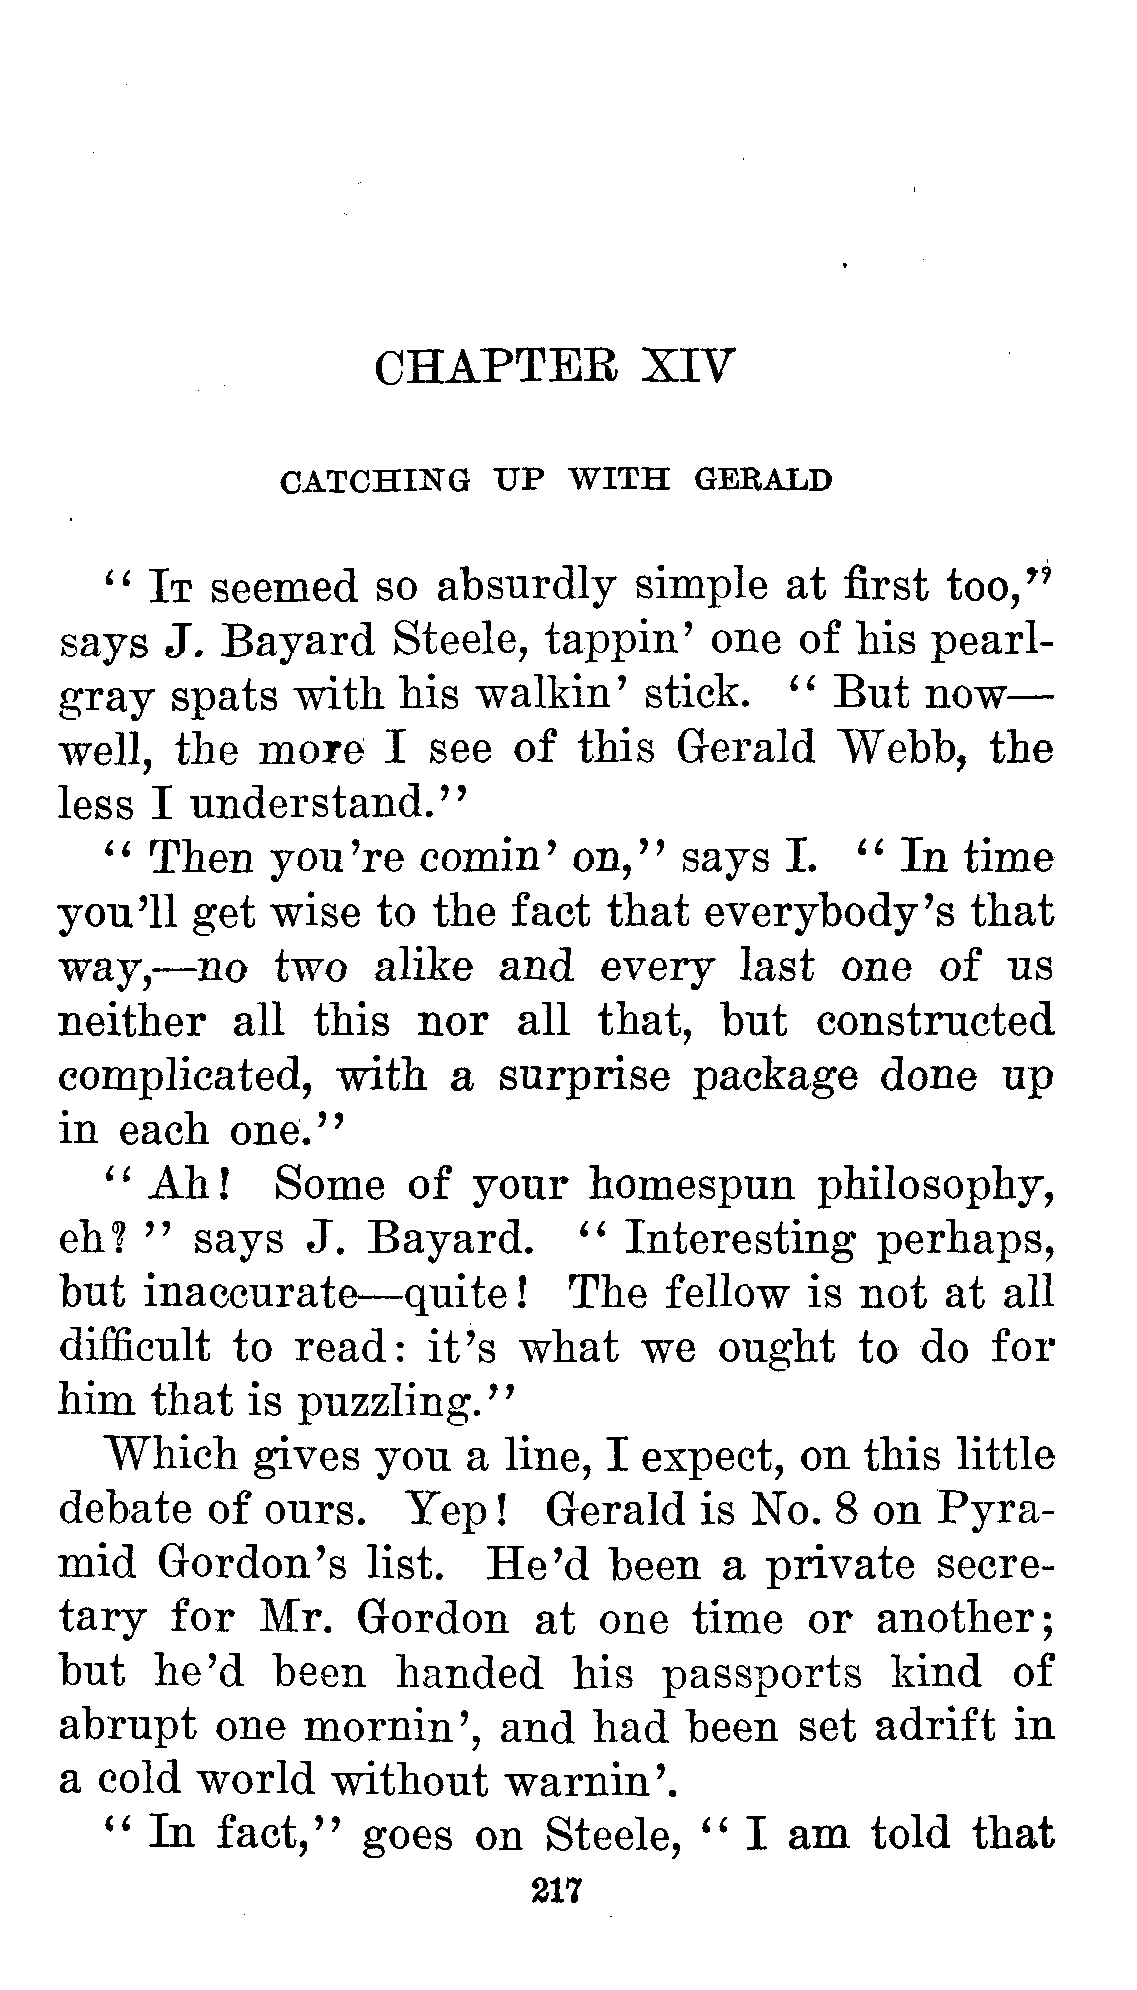 CHAPTER XIV
CATCHING UP WITH GERALD
“ It seemed so absurdly simple at first too,”
says J. Bayard Steele, tappin’ one of his pearl-
gray spats with his walkin’ stick. “ But now—
well, the more I see of this Gerald Webb, the
less I understand.”
“ Then you’re comin’ on,” says I. “ In time
you’ll get wise to the fact that everybody’s that
way,—no two alike and every last one of us
neither all this nor all that, but constructed
complicated, with a surprise package done up
in each one.”
“ Ah! Some of your homespun philosophy,
eh? ” says J. Bayard. “ Interesting perhaps,
but inaccurate—quite! The fellow is not at all
difficult to read: it’s what we ought to do for
him that is puzzling.”
Which gives you a line, I expect, on this little
debate of ours. Yep! Gerald is No. 8 on Pyra-
mid Gordon’s list. He’d been a private secre-
tary for Mr. Gordon at one time or another;
but he’d been handed his passports kind of
abrupt one mornin’, and had been set adrift in
a cold world without warnin’.
“ In fact,” goes on Steele, “ I am told that
217